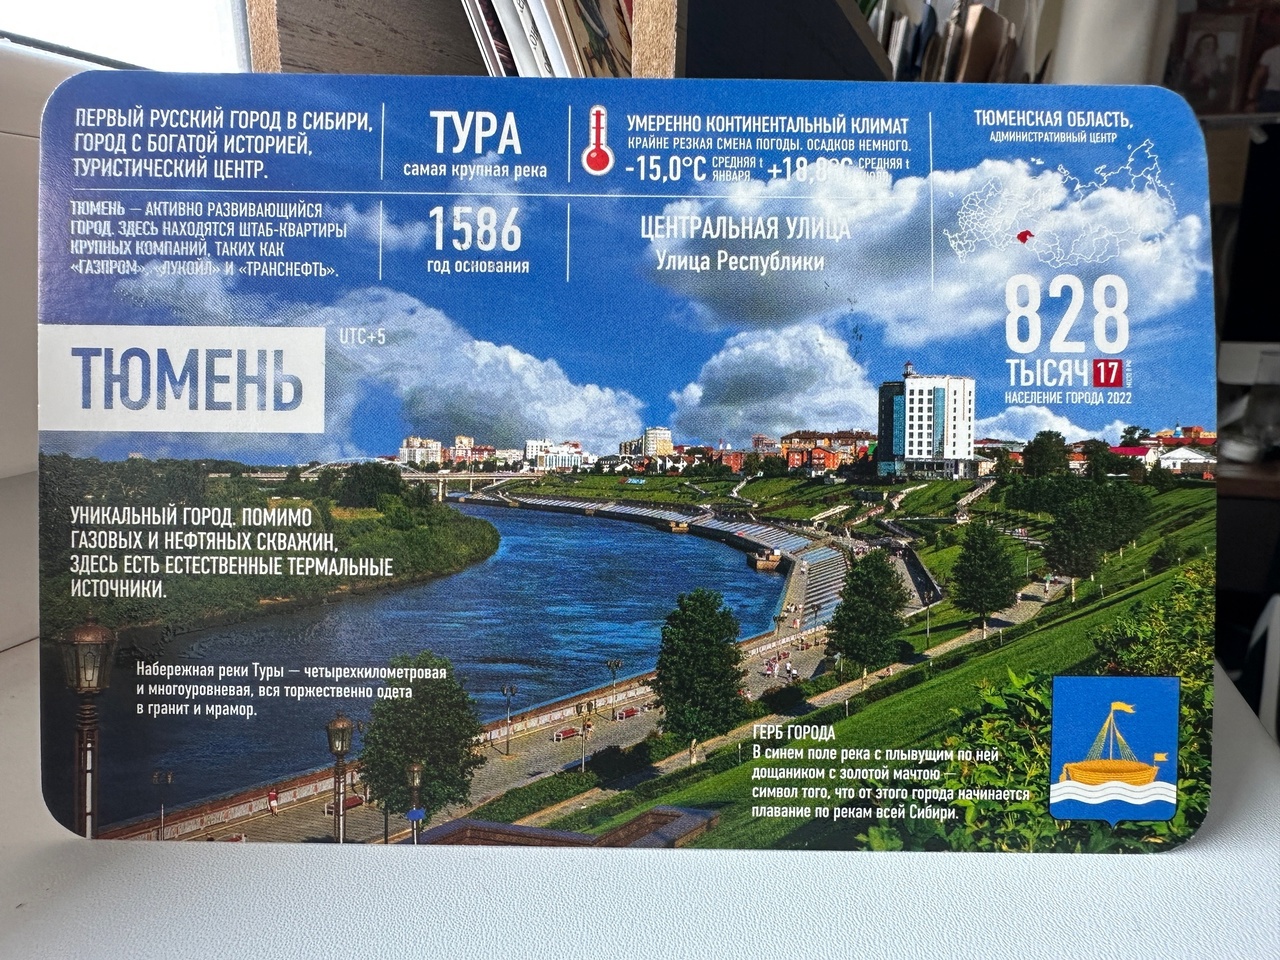 ПЕРВЫЙ РУССКИЙ ГОРОД В СИБИРИ,
ГОРОД С БОГАТОЙ ИСТОРИЕЙ,
ТУРИСТИЧЕСКИЙ ЦЕНТР.
ТУРА
самая крупная река
УМЕРЕННО КОНТИНЕНТАЛЬНЫЙ КЛИМАТ
КРАЙНЕ РЕЗКАЯ СМЕНА ПОГОДЫ. ОСАДКОВ НЕМНОГО.
-15,0°C СРЕДНЯЯ t ЯНВАРЯ +18,8°C СРЕДНЯЯ t ИЮЛЯ
ТЮМЕНСКАЯ ОБЛАСТЬ,
АДМИНИСТРАТИВНЫЙ ЦЕНТР
ТЮМЕНЬ — АКТИВНО РАЗВИВАЮЩИЙСЯ
ГОРОД. ЗДЕСЬ НАХОДЯТСЯ ШТАБ-КВАРТИРЫ
КРУПНЫХ КОМПАНИЙ, ТАКИХ КАК
«ГАЗПРОМ», «ЛУКОЙЛ» И «ТРАНСНЕФТЬ».
1586
год основания
ЦЕНТРАЛЬНАЯ УЛИЦА
Улица Республики
828
ТЫСЯЧ 17 МЕСТО В РФ
НАСЕЛЕНИЕ ГОРОДА 2022
ТЮМЕНЬ
UTC+5
УНИКАЛЬНЫЙ ГОРОД. ПОМИМО
ГАЗОВЫХ И НЕФТЯНЫХ СКВАЖИН,
ЗДЕСЬ ЕСТЬ ЕСТЕСТВЕННЫЕ ТЕРМАЛЬНЫЕ
ИСТОЧНИКИ.
Набережная реки Туры — четырехкилометровая
и многоуровневая, вся торжественно одета
в гранит и мрамор.
ГЕРБ ГОРОДА
В синем поле река с плывущим по ней
дощаником с золотой мачтою —
символ того, что от этого города начинается
плавание по рекам всей Сибири.